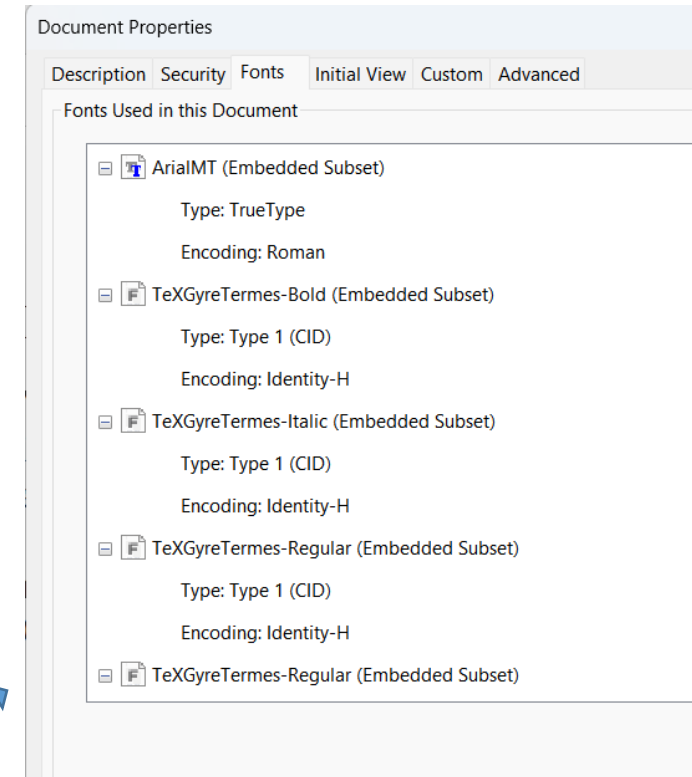 Document Properties
Description Security Fonts Initial View Custom Advanced
Fonts Used in this Document
ArialMT (Embedded Subset)
Type: TrueType
Encoding: Roman
TeXGyreTermes-Bold (Embedded Subset)
Type: Type 1 (CID)
Encoding: Identity-H
TeXGyreTermes-Italic (Embedded Subset)
Type: Type 1 (CID)
Encoding: Identity-H
TeXGyreTermes-Regular (Embedded Subset)
Type: Type 1 (CID)
Encoding: Identity-H
TeXGyreTermes-Regular (Embedded Subset)